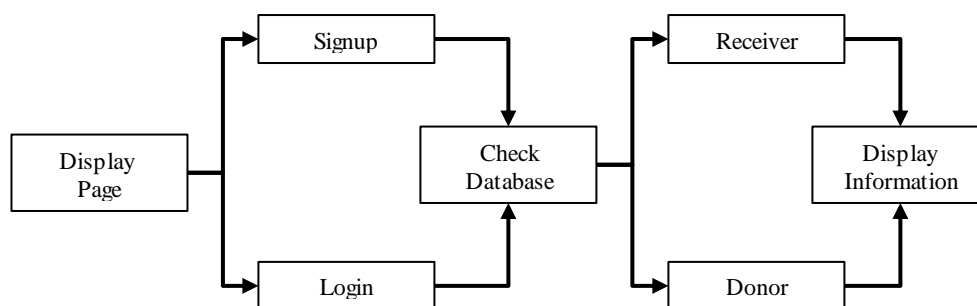 Signup
Receiver
Display
Page
Check
Database
Display
Information
Login
Donor